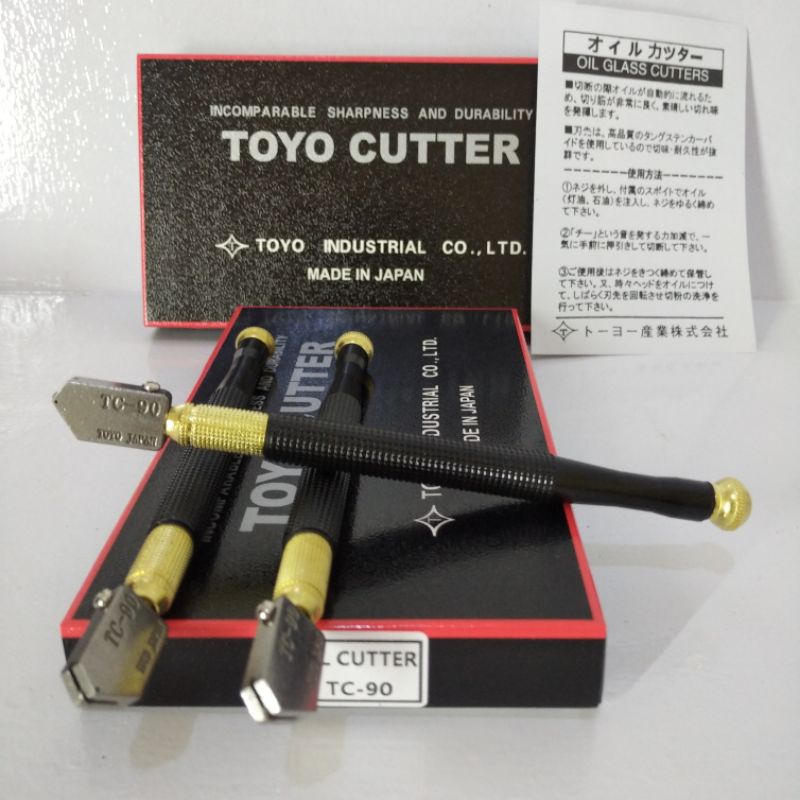 INCOMPARABLE SHARPNESS AND DURABILITY
TOYO CUTTER
TOYO INDUSTRIAL CO.,LTD.
MADE IN JAPAN
オイルカッター
OIL GLASS CUTTERS
■切断の際オイルが自動的に流れるた
め、切り筋が非常に良く、素晴しい切れ味
を発揮します。
■刃先は、高品質のタングステンカーバ
イドを使用しているので切味・耐久性が抜
群です。
使用方法
①ネジを外し、付属のスポイトでオイル
(灯油、石油)を注入し、ネジをゆるく締め
て下さい。
②「チー」という音を発する力加減で、一
気に手前に押引きして切断して下さい。
③ご使用後はネジをきつく締めて保管し
て下さい。又、時々ヘッドをオイルにつけ
て、しばらく刃先を回転させ切粉の洗浄を
行って下さい。
トーヨー産業株式会社
TC-90
TOYO JAPAN
AND DURABILITY
CUTTER
CO.,LTD.
IN JAPAN
TC-90
TC-90
CUTTER
TC-90